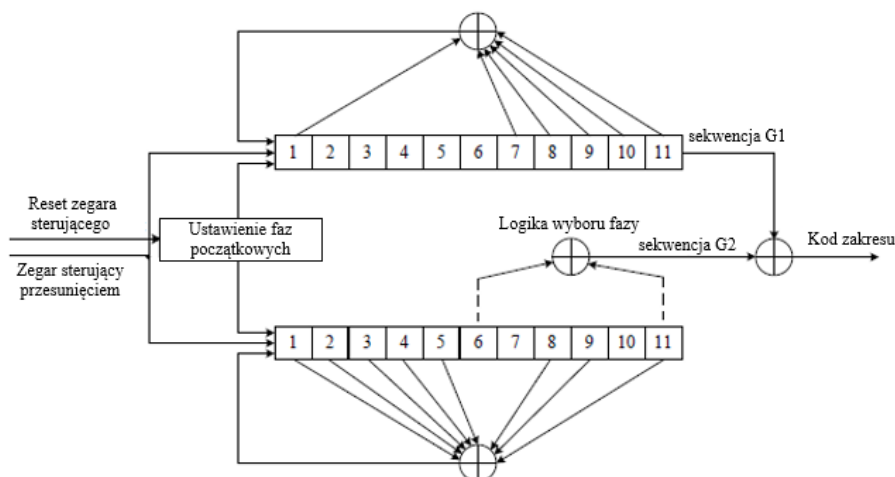 1 2 3 4 5 6 7 8 9 10 11
sekwencja G1
Reset zegara
sterującego
Ustawienie faz
początkowych
Zegar sterujący
przesunięciem
Logika wyboru fazy
sekwencja G2
Kod zakresu
1 2 3 4 5 6 7 8 9 10 11